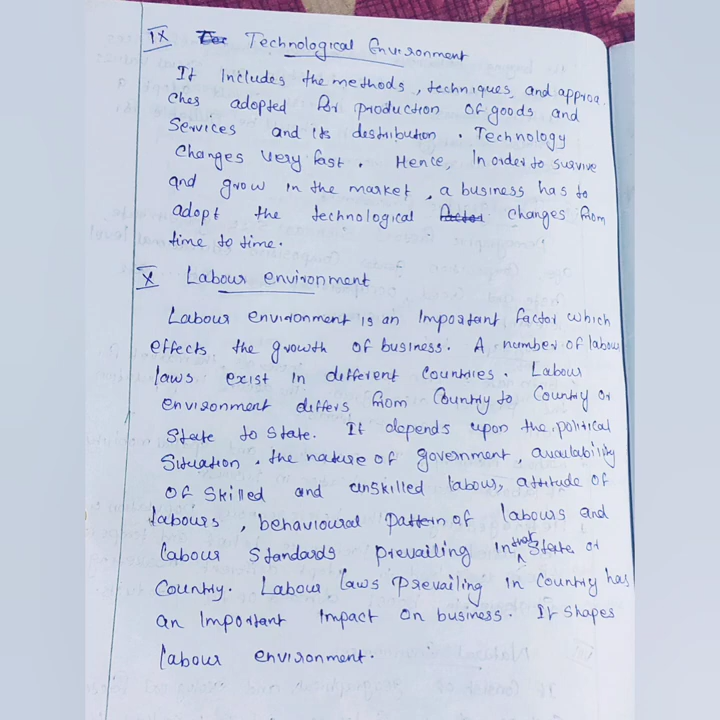 IX Technological Environment
It includes the methods, techniques, and approa
ches adopted for production of goods and
Services and its distribution. Technology
changes very fast. Hence, In order to survive
and grow in the market, a business has to
adopt the technological factor changes from
time to time.
X Labour environment
Labour environment is an Important factor which
effects the growth of business. A number of labour
laws exist in different countries. Labour
environment differs from Country to Country or
State to State. It depends upon the political
Situation. the nature of government, availability
of Skilled and unskilled labour, attitude of
labours, behavioural pattern of labours and
labour Standards prevailing in that State or
Country. Labour laws prevailing in Country has
an Important impact on business. It shapes
labour environment.